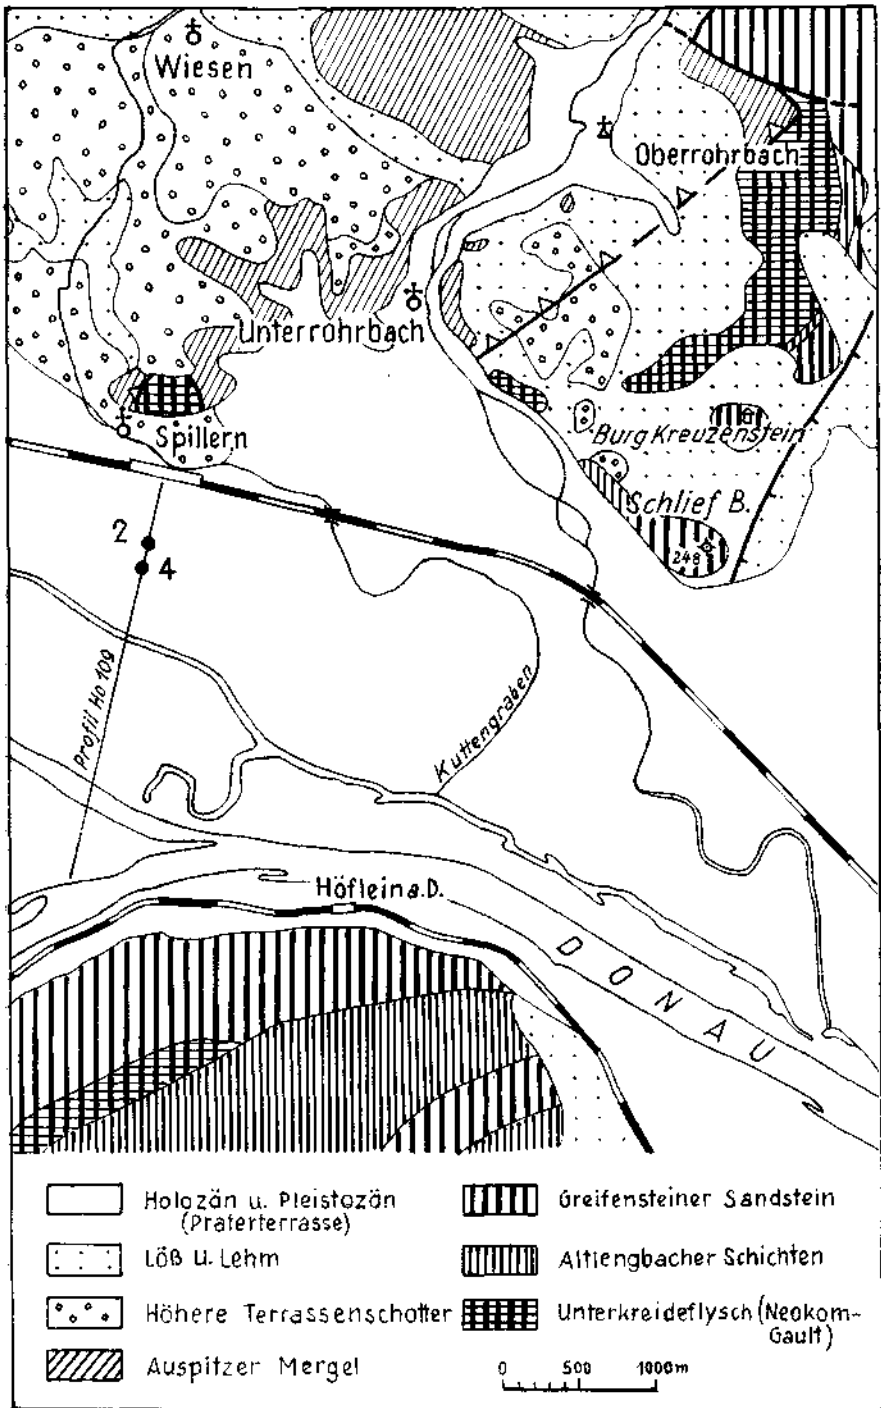 Wiesen
Oberrohrbach
Unterrohrbach
Spillern
Burg Kreuzenstein
Schlief B.
248
2
4
Profil Ho 109
Kuttengraben
Höflein a.D.
DONAU
Holozän u. Pleistozän
(Praterterrasse)
Löß u. Lehm
Höhere Terrassenschotter
Auspitzer Mergel
Greifensteiner Sandstein
Altlengbacher Schichten
Unterkreideflysch (Neokom-
Gault)
0 500 1000m